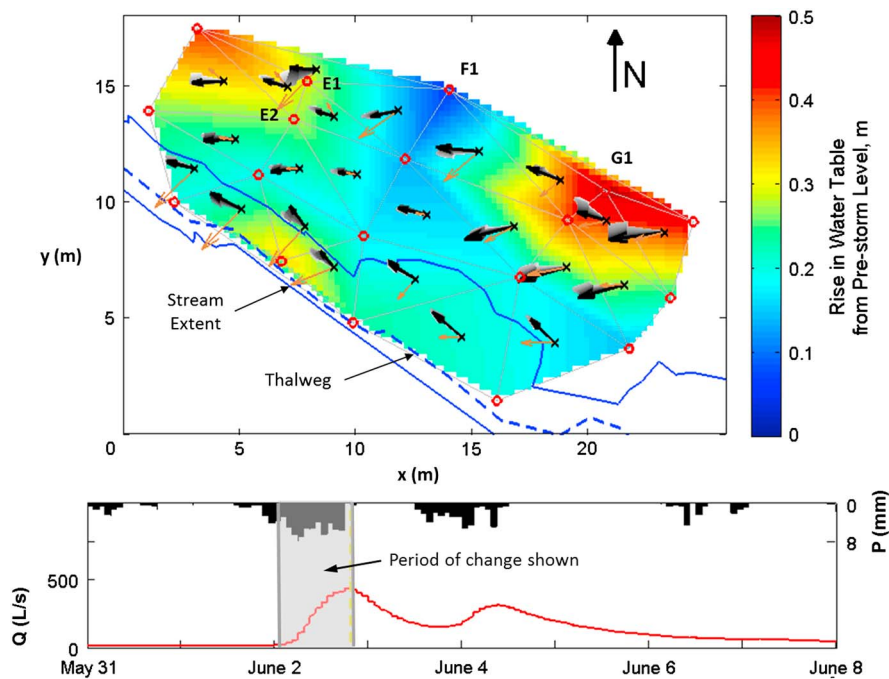 15
10
y (m)
5
0
5
10
15
20
x (m)
E1
E2
F1
G1
N
Stream
Extent
Thalweg
0.5
0.4
0.3
0.2
0.1
0
Rise in Water Table
from Pre-storm Level, m
0
8
P (mm)
Period of change shown
500
0
Q (L/s)
May 31
June 2
June 4
June 6
June 8